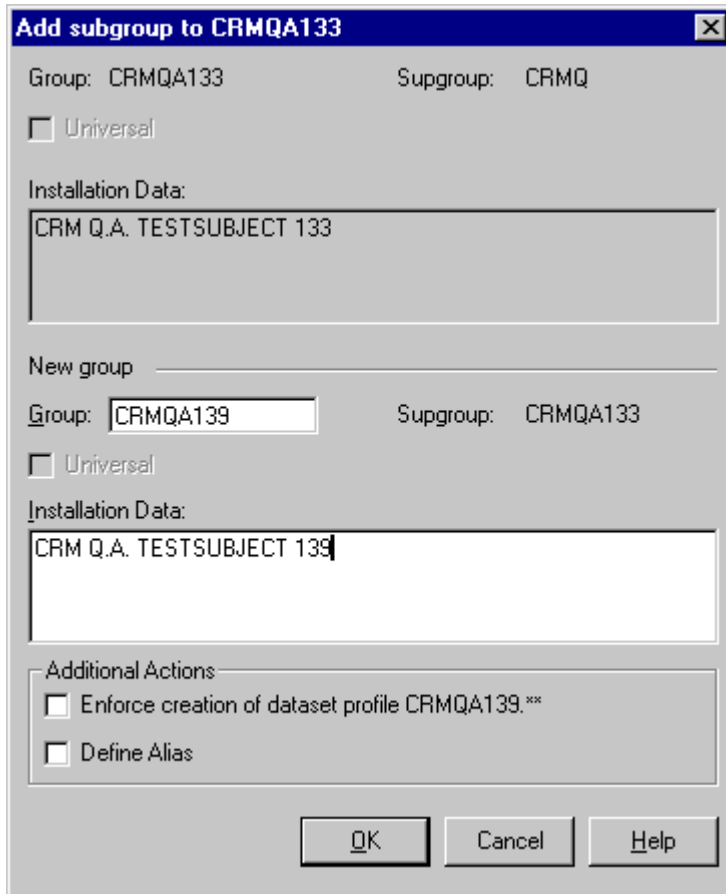 Add subgroup to CRMQA133
Group: CRMQA133 Supgroup: CRMQ
Universal
Installation Data:
CRM Q.A. TESTSUBJECT 133
New group
Group: CRMQA139 Supgroup: CRMQA133
Universal
Installation Data:
CRM Q.A. TESTSUBJECT 139
Additional Actions
Enforce creation of dataset profile CRMQA139.**
Define Alias
OK Cancel Help